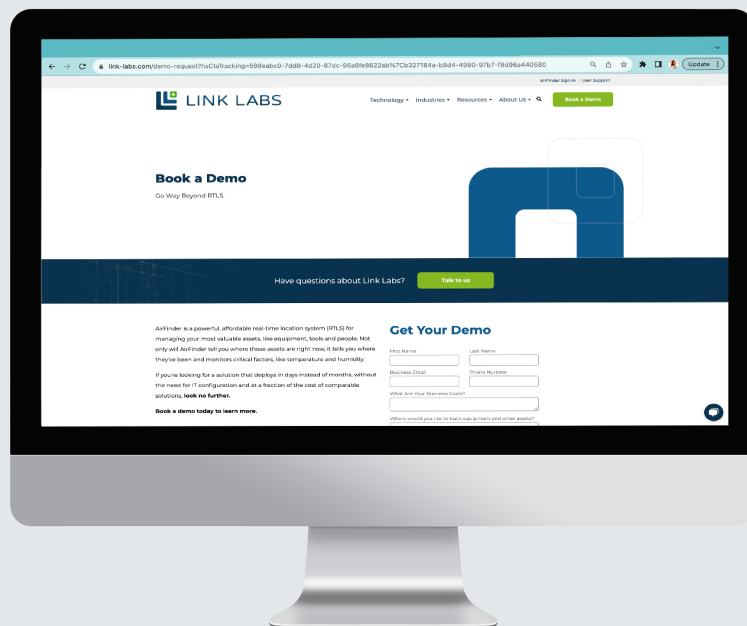 link-labs.com/demo-request?hsCtaTracking=598eabc0-7dd8-4d20-87dc-95a6fe8622ab%7Cb327184a-b8d4-4980-97b7-f8d96a440580
Update
AirFinder Sign In | User Support
LINK LABS
Technology Industries Resources About Us Book a Demo
Book a Demo
Go Way Beyond RTLS.
Have questions about Link Labs? Talk to us
AirFinder is a powerful, affordable real-time location system (RTLS) for
managing your most valuable assets, like equipment, tools and people. Not
only will AirFinder tell you where those assets are right now, it tells you where
they've been and monitors critical factors, like temperature and humidity.
If you're looking for a solution that deploys in days instead of months, without
the need for IT configuration and at a fraction of the cost of comparable
solutions, look no further.
Book a demo today to learn more.
Get Your Demo
First Name Last Name
Business Email Phone Number
What Are Your Business Goals?
Where would you like to track equipment and other assets?